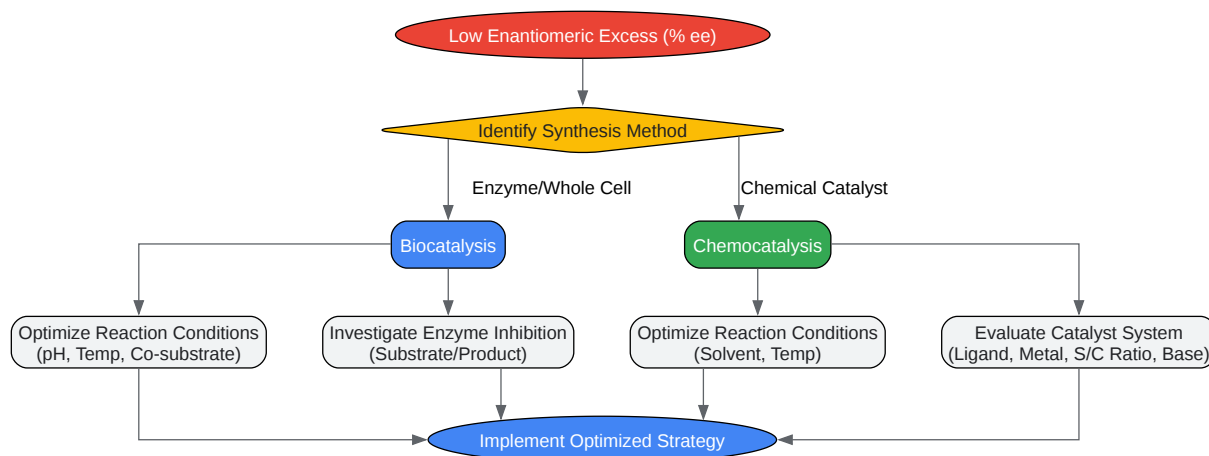 Low Enantiomeric Excess (% ee)
Identify Synthesis Method
Enzyme/Whole Cell
Chemical Catalyst
Biocatalysis
Chemocatalysis
Optimize Reaction Conditions
(pH, Temp, Co-substrate)
Investigate Enzyme Inhibition
(Substrate/Product)
Optimize Reaction Conditions
(Solvent, Temp)
Evaluate Catalyst System
(Ligand, Metal, S/C Ratio, Base)
Implement Optimized Strategy